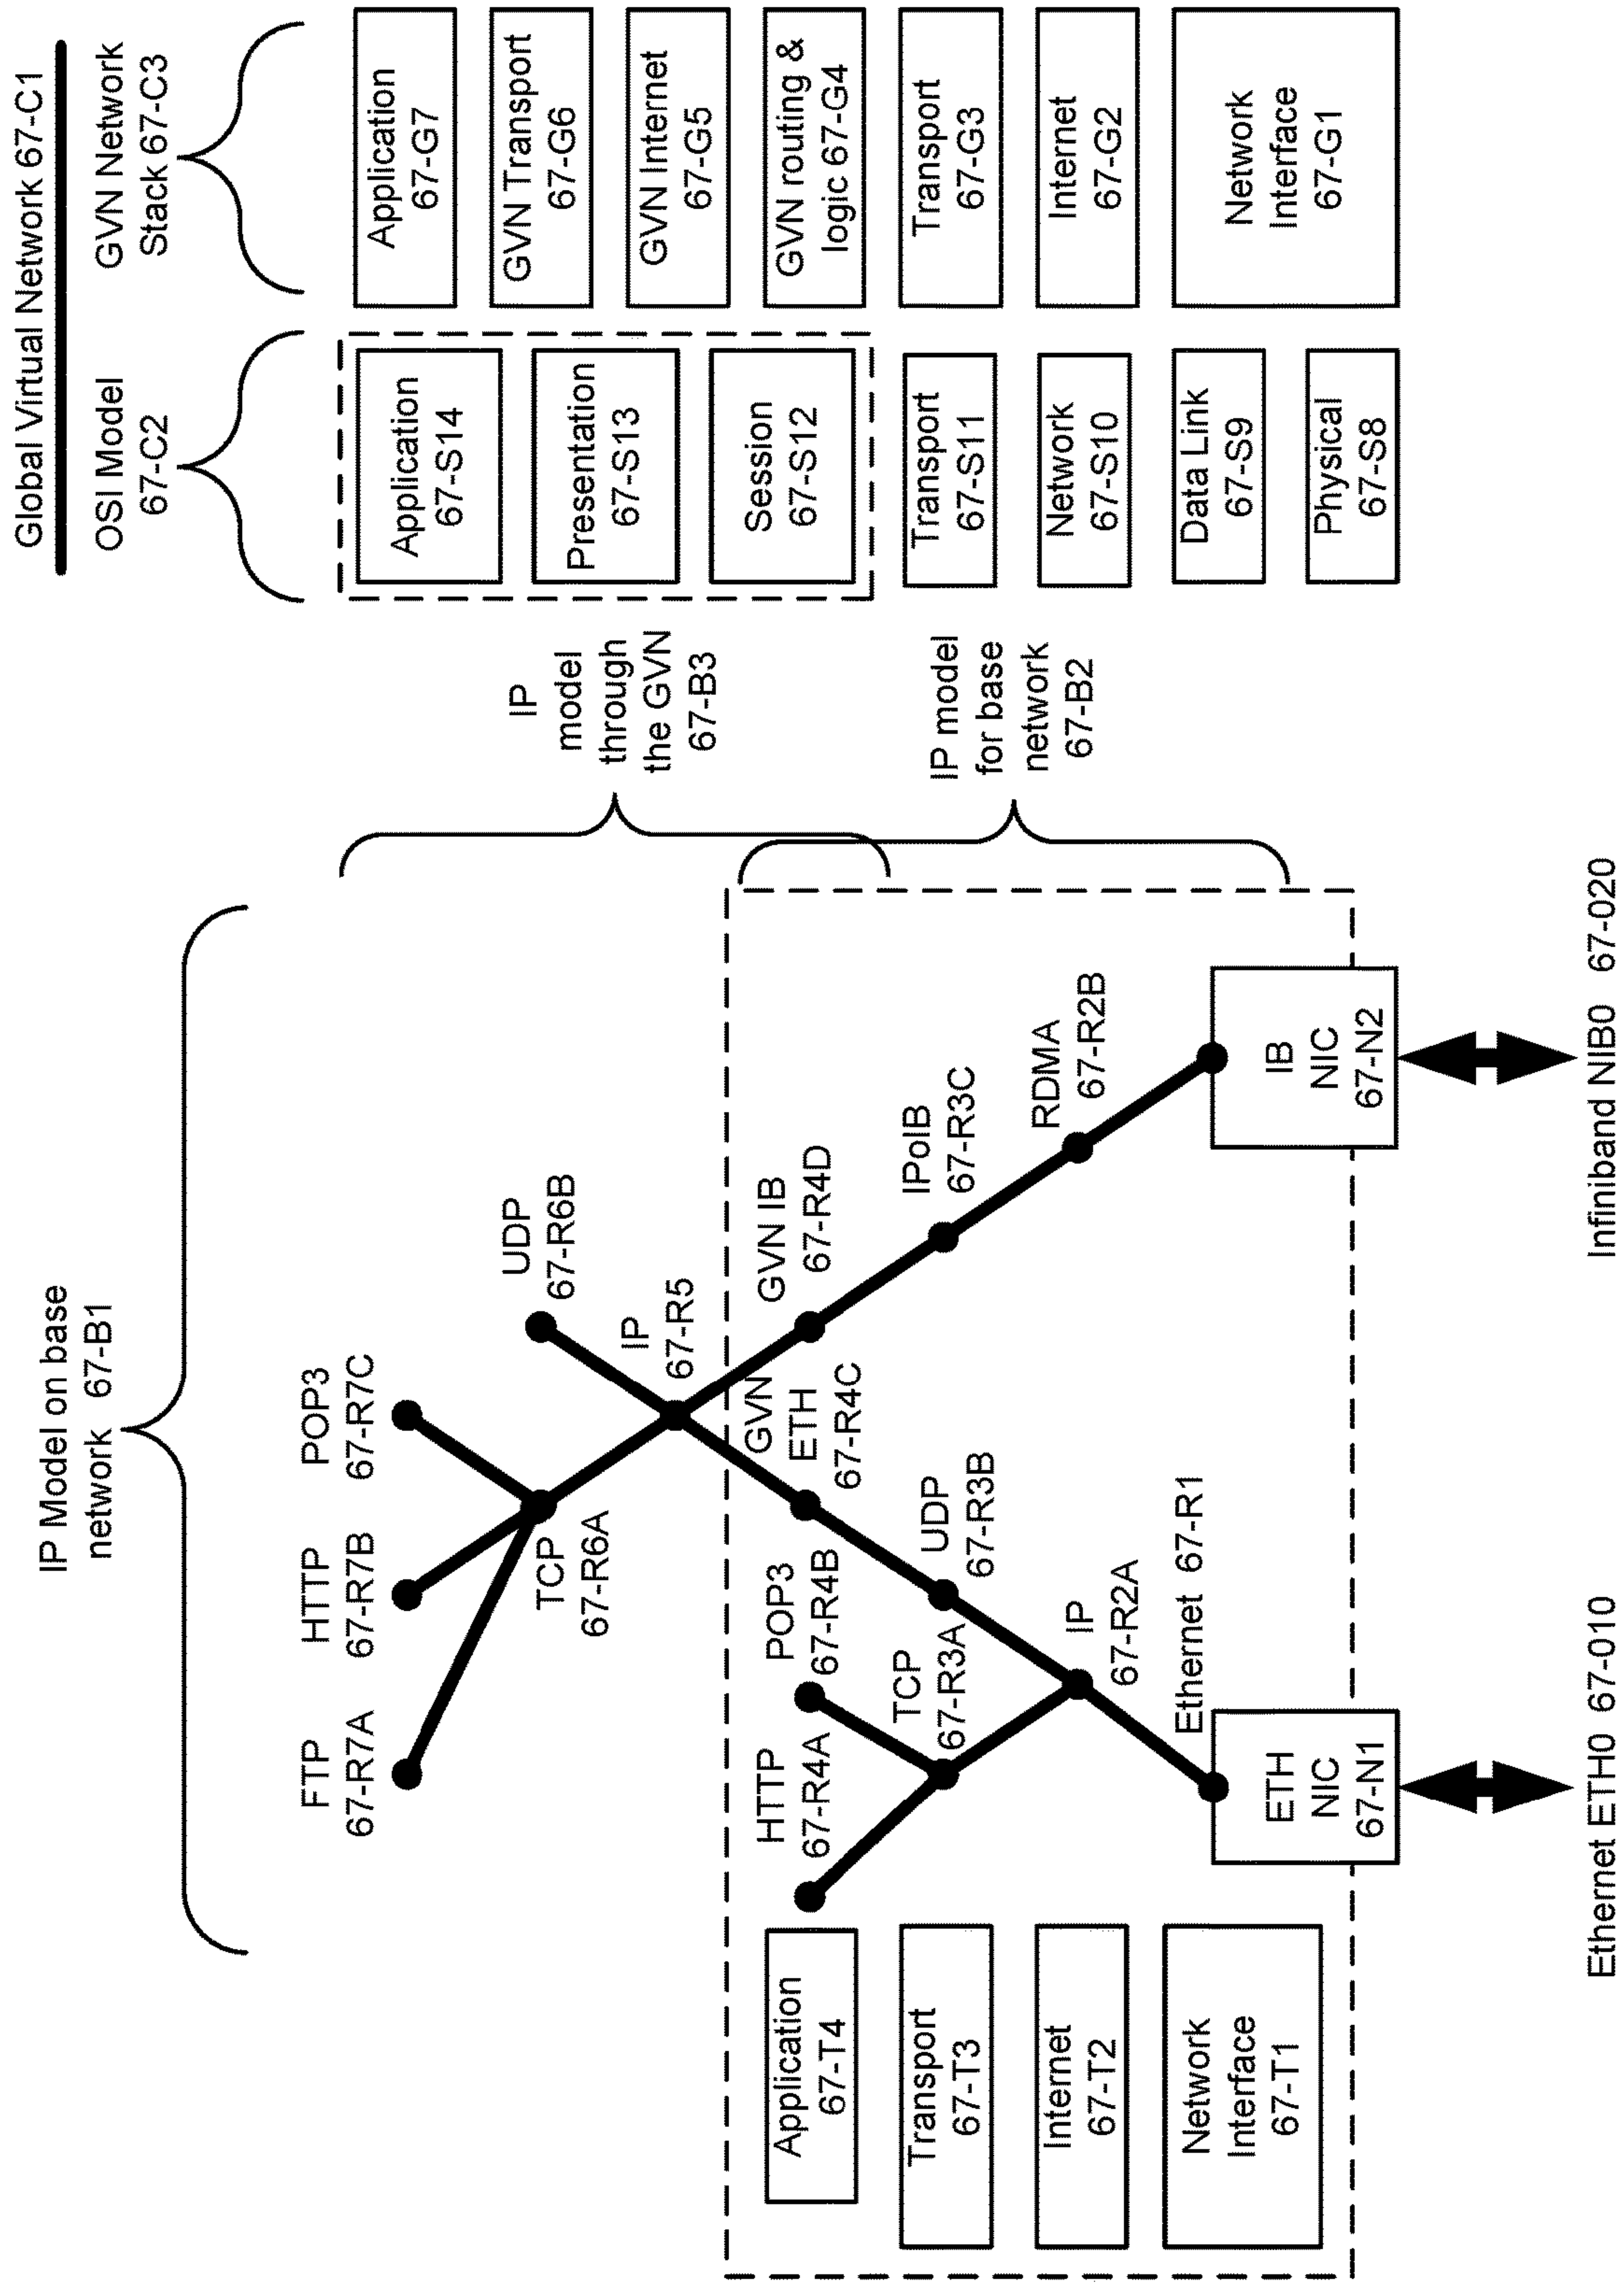 IP Model on base
network 67-B1
Global Virtual Network 67-C1
OSI Model
67-C2
GVN Network
Stack 67-C3
FTP
67-R7A
HTTP
67-R7B
POP3
67-R7C
TCP
67-R6A
UDP
67-R6B
IP
67-R5
IP
model
through
the GVN
67-B3
IP model
for base
network
67-B2
Application
67-T4
Transport
67-T3
Internet
67-T2
Network
Interface
67-T1
HTTP
67-R4A
POP3
67-R4B
GVN
ETH
67-R4C
GVN IB
67-R4D
TCP
67-R3A
UDP
67-R3B
IPoIB
67-R3C
IP
67-R2A
RDMA
67-R2B
Ethernet 67-R1
ETH
NIC
67-N1
IB
NIC
67-N2
Ethernet ETH0 67-010
Infiniband NIB0 67-020
Application
67-S14
Presentation
67-S13
Session
67-S12
Transport
67-S11
Network
67-S10
Data Link
67-S9
Physical
67-S8
Application
67-G7
GVN Transport
67-G6
GVN Internet
67-G5
GVN routing &
logic 67-G4
Transport
67-G3
Internet
67-G2
Network
Interface
67-G1